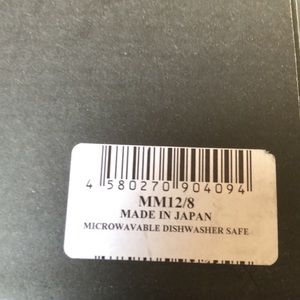 4 580270 904094
MM12/8
MADE IN JAPAN
MICROWAVABLE DISHWASHER SAFE